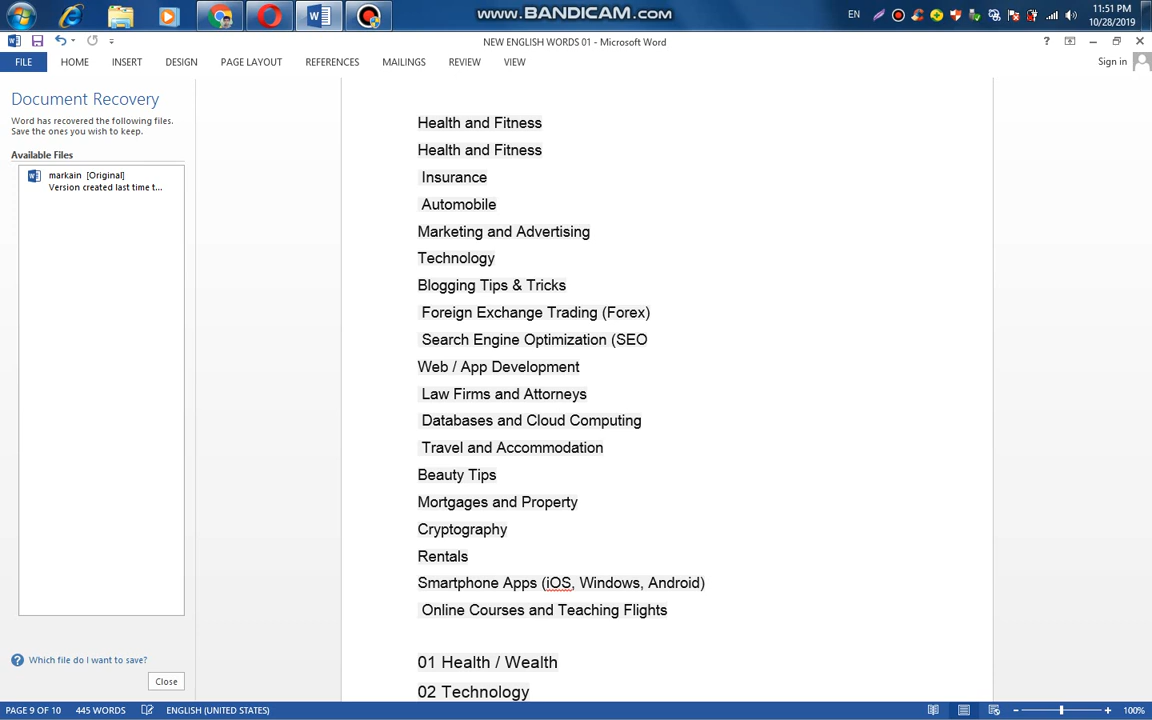 www.BANDICAM.com
EN
11:51 PM
10/28/2019
NEW ENGLISH WORDS 01 - Microsoft Word
FILE HOME INSERT DESIGN PAGE LAYOUT REFERENCES MAILINGS REVIEW VIEW
Sign in
Document Recovery
Word has recovered the following files.
Save the ones you wish to keep.
Available Files
markain [Original]
Version created last time t...
Which file do I want to save?
Close
Health and Fitness
Health and Fitness
Insurance
Automobile
Marketing and Advertising
Technology
Blogging Tips & Tricks
Foreign Exchange Trading (Forex)
Search Engine Optimization (SEO
Web / App Development
Law Firms and Attorneys
Databases and Cloud Computing
Travel and Accommodation
Beauty Tips
Mortgages and Property
Cryptography
Rentals
Smartphone Apps (iOS, Windows, Android)
Online Courses and Teaching Flights
01 Health / Wealth
02 Technology
PAGE 9 OF 10 445 WORDS ENGLISH (UNITED STATES) 100%